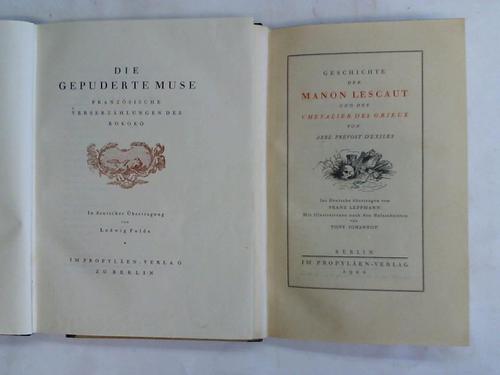 DIE
GEPUDERTE MUSE
FRANZÖSISCHE
VERSERZÄHLUNGEN DES
ROKOKO
In deutscher Übertragung
von
Ludwig Fulda
IM PROPYLÄEN-VERLAG
ZU BERLIN
GESCHICHTE
DER
MANON LESCAUT
UND DES
CHEVALIER DES GRIEUX
VON
ABBÉ PRÉVOST D'EXILES
Ins Deutsche übertragen von
FRANZ LEPPMANN
Mit Illustrationen nach den Holzschnitten
von
TONY JOHANNOT
BERLIN
IM PROPYLÄEN-VERLAG